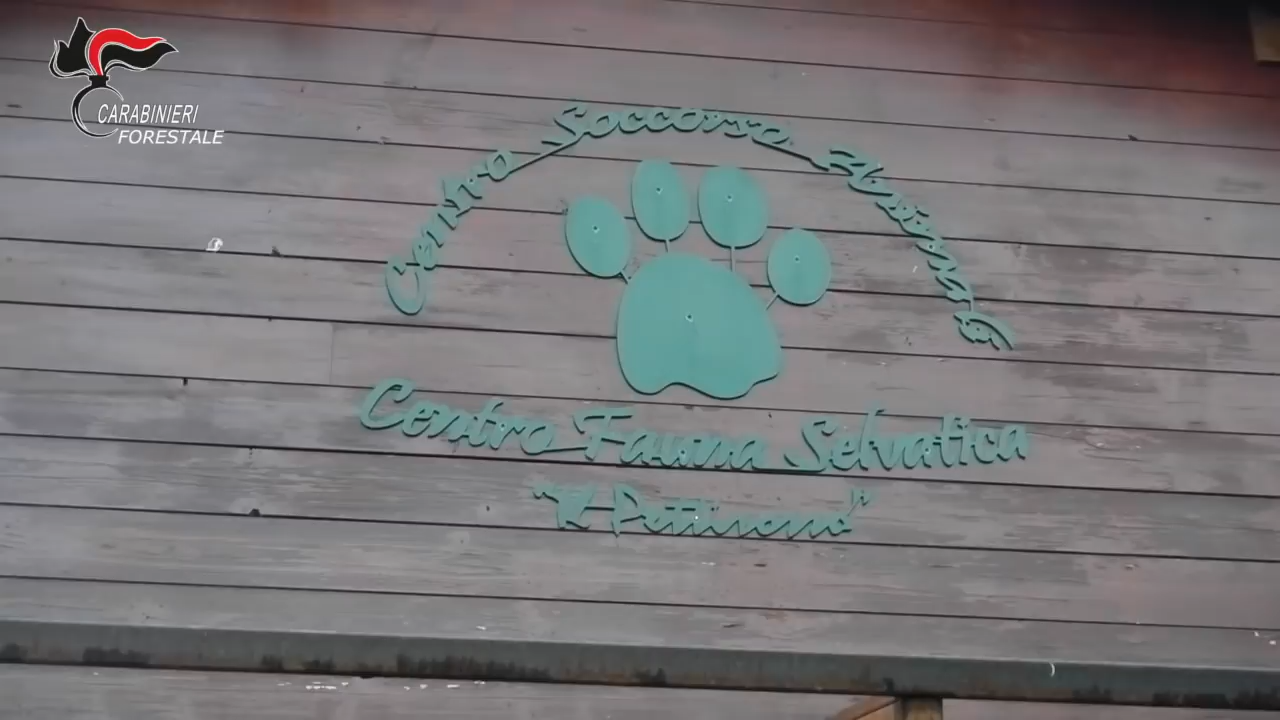 CARABINIERI
FORESTALE
Centro Soccorso Animali
Centro Fauna Selvatica
"Il Pettirosso"